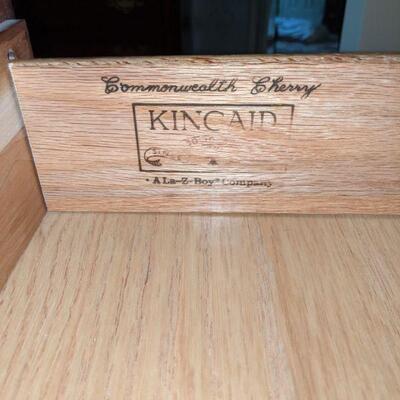 Commonwealth Cherry
KINCAID
· A La-Z-Boy® Company